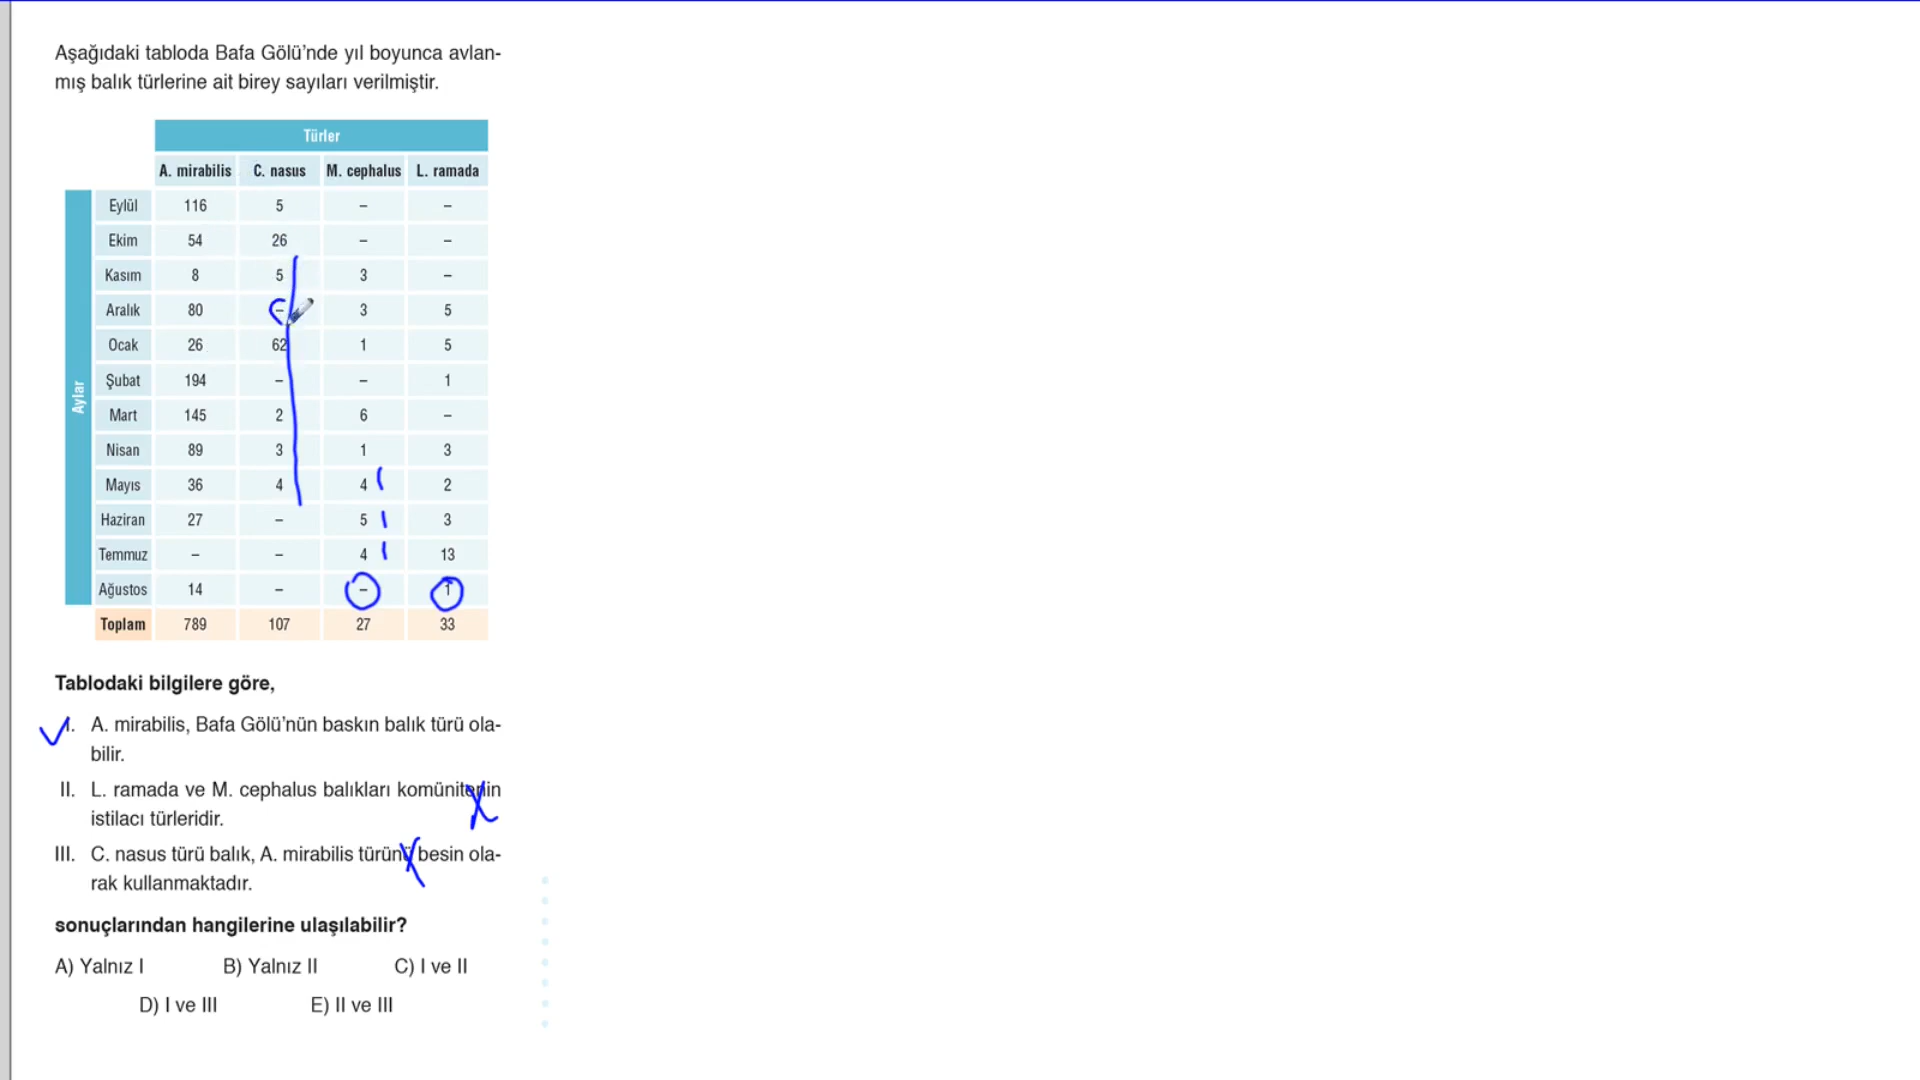 Aşağıdaki tabloda Bafa Gölü'nde yıl boyunca avlan-
mış balık türlerine ait birey sayıları verilmiştir.
Türler
A. mirabilis C. nasus M. cephalus L. ramada
Aylar
Eylül 116 5 – –
Ekim 54 26 – –
Kasım 8 5 3 –
Aralık 80 – 3 5
Ocak 26 62 1 5
Şubat 194 – – 1
Mart 145 2 6 –
Nisan 89 3 1 3
Mayıs 36 4 4 2
Haziran 27 – 5 3
Temmuz – – 4 13
Ağustos 14 – – 1
Toplam 789 107 27 33
Tablodaki bilgilere göre,
I. A. mirabilis, Bafa Gölü'nün baskın balık türü ola-
bilir.
II. L. ramada ve M. cephalus balıkları komünitenin
istilacı türleridir.
III. C. nasus türü balık, A. mirabilis türünü besin ola-
rak kullanmaktadır.
sonuçlarından hangilerine ulaşılabilir?
A) Yalnız I B) Yalnız II C) I ve II
D) I ve III E) II ve III